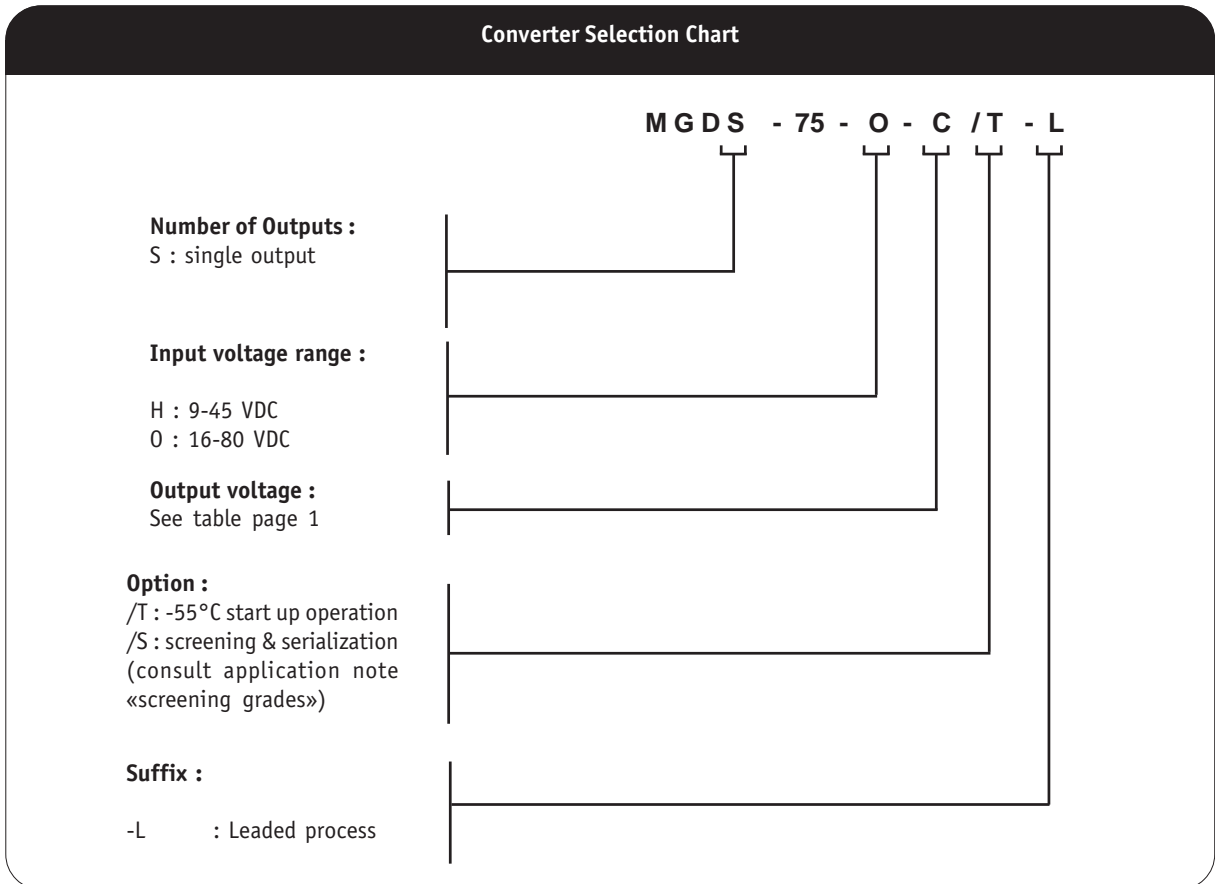 Converter Selection Chart
MGDS - 75 - O - C /T - L
Number of Outputs :
S : single output
Input voltage range :
H : 9-45 VDC
O : 16-80 VDC
Output voltage :
See table page 1
Option :
/T : -55°C start up operation
/S : screening & serialization
(consult application note
«screening grades»)
Suffix :
-L : Leaded process